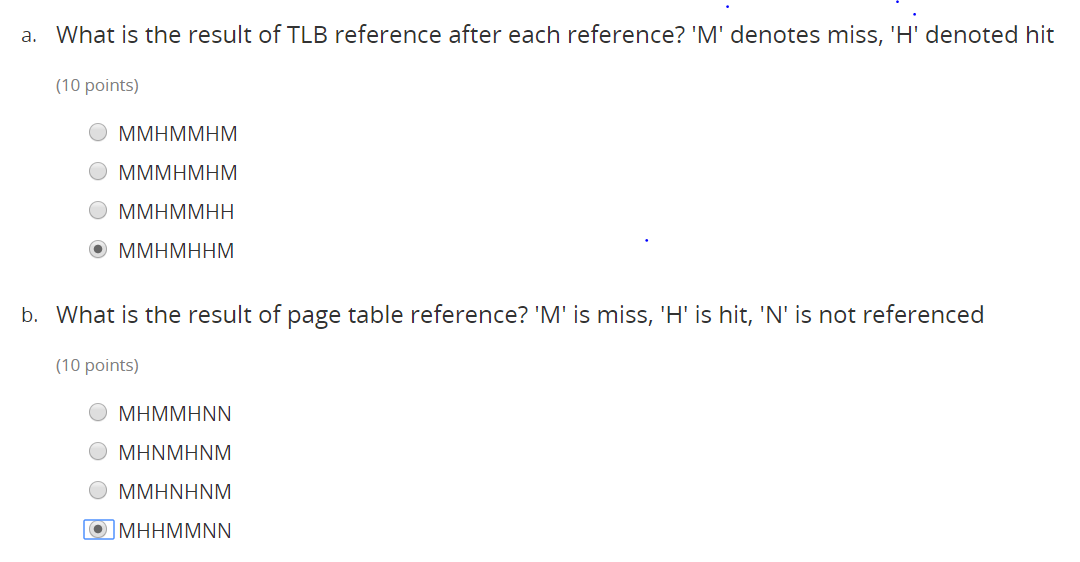 a. What is the result of TLB reference after each reference? 'M' denotes miss, 'H' denoted hit
(10 points)
MMHMMHM
MMMHMHM
MMHMMHH
MMHMHHM
b. What is the result of page table reference? 'M' is miss, 'H' is hit, 'N' is not referenced
(10 points)
MHMMHNN
MHNMHNM
MMHNHNM
MHHMMNN